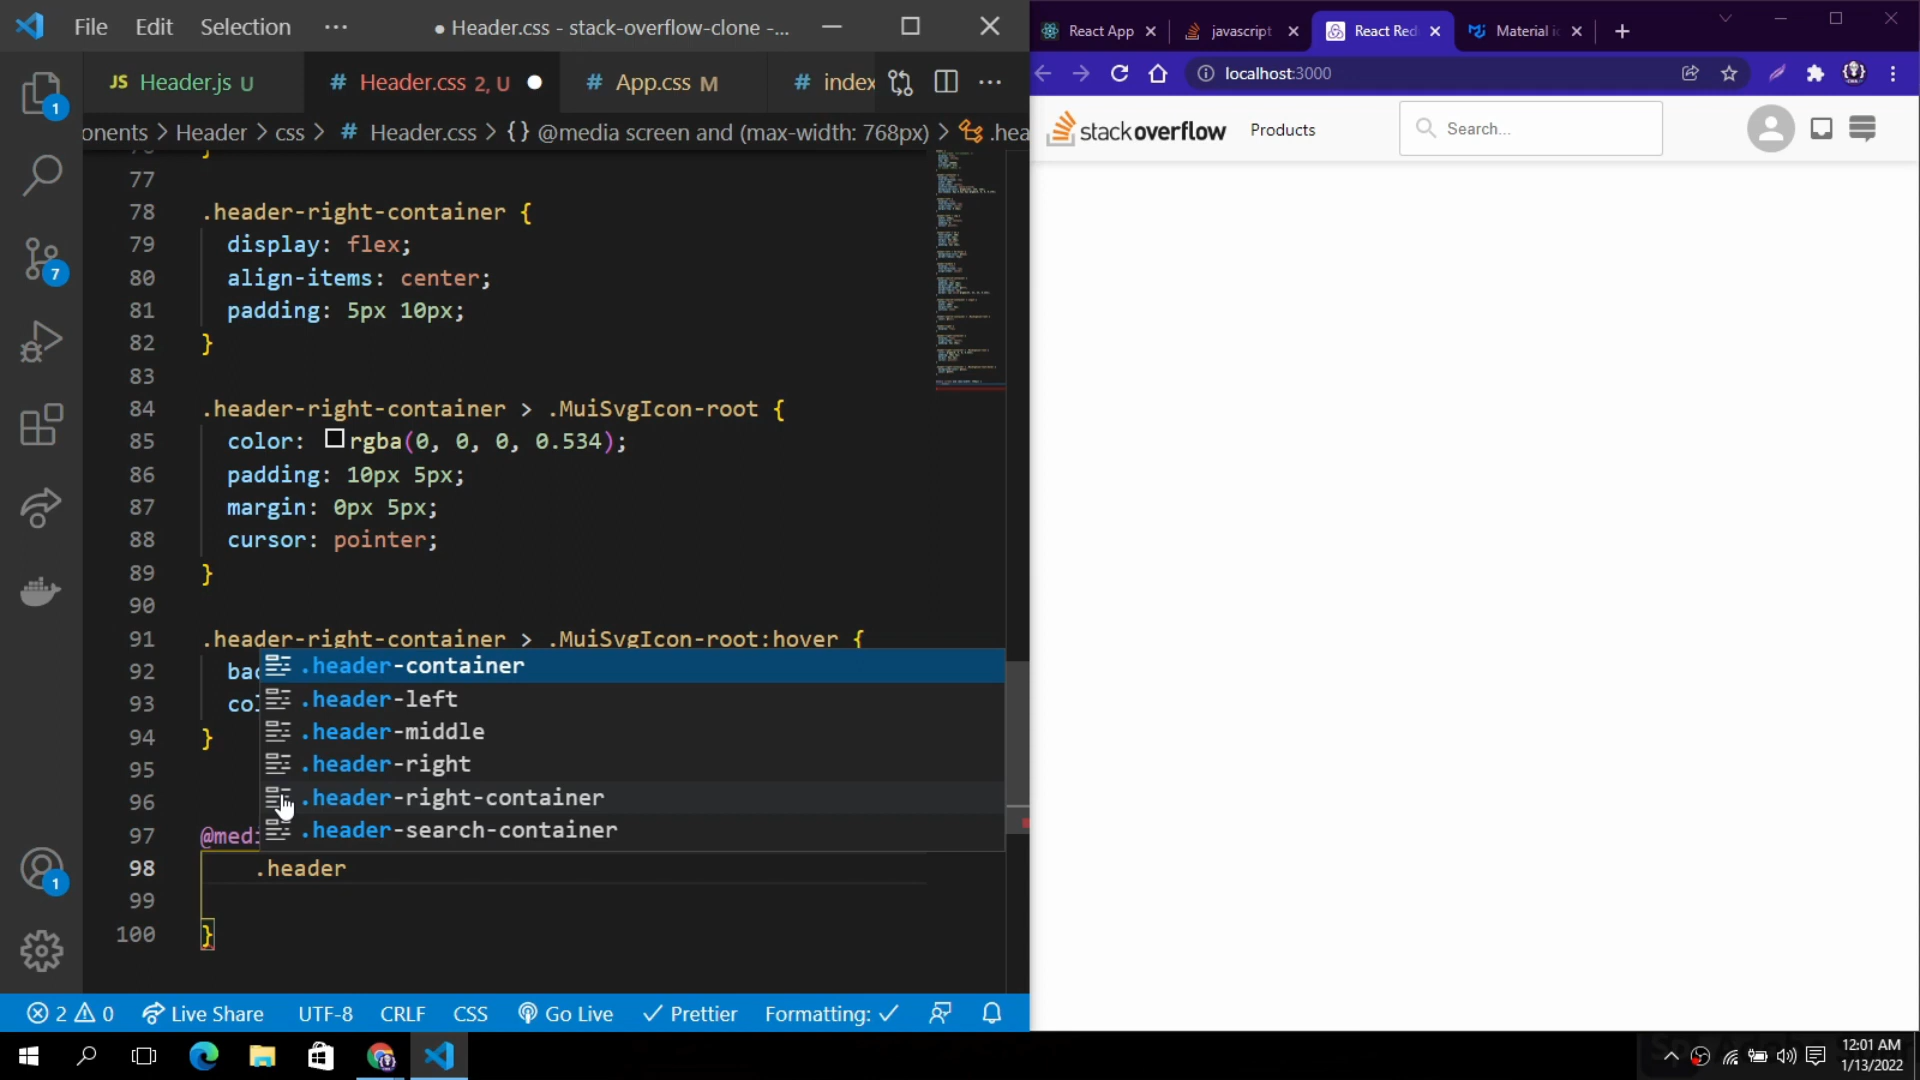 File Edit Selection ··· ● Header.css - stack-overflow-clone -...
JS Header.js U # Header.css 2, U # App.css M # index
onents > Header > css > # Header.css > {} @media screen and (max-width: 768px) > .hea
77
78 .header-right-container {
79 display: flex;
80 align-items: center;
81 padding: 5px 10px;
82 }
83
84 .header-right-container > .MuiSvgIcon-root {
85 color: rgba(0, 0, 0, 0.534);
86 padding: 10px 5px;
87 margin: 0px 5px;
88 cursor: pointer;
89 }
90
91 .header-right-container > .MuiSvgIcon-root:hover {
92 bac
93 col
94 }
95
96
97 @medi
98 .header
99
100 }
.header-container
.header-left
.header-middle
.header-right
.header-right-container
.header-search-container
1
7
1
2 0 Live Share UTF-8 CRLF CSS Go Live Prettier Formatting:
React App javascript React Red Material ic
localhost:3000
stackoverflow Products Search...
12:01 AM
1/13/2022